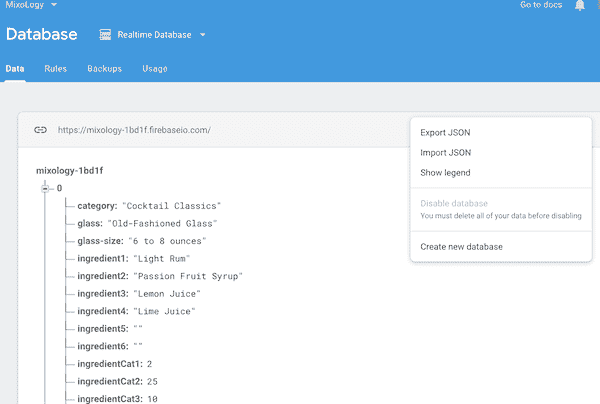 MixoLogy
Go to docs
Database
Realtime Database
Data Rules Backups Usage
https://mixology-1bd1f.firebaseio.com/
Export JSON
Import JSON
Show legend
Disable database
You must delete all of your data before disabling
Create new database
mixology-1bd1f
0
category: "Cocktail Classics"
glass: "Old-Fashioned Glass"
glass-size: "6 to 8 ounces"
ingredient1: "Light Rum"
ingredient2: "Passion Fruit Syrup"
ingredient3: "Lemon Juice"
ingredient4: "Lime Juice"
ingredient5: ""
ingredient6: ""
ingredientCat1: 2
ingredientCat2: 25
ingredientCat3: 10